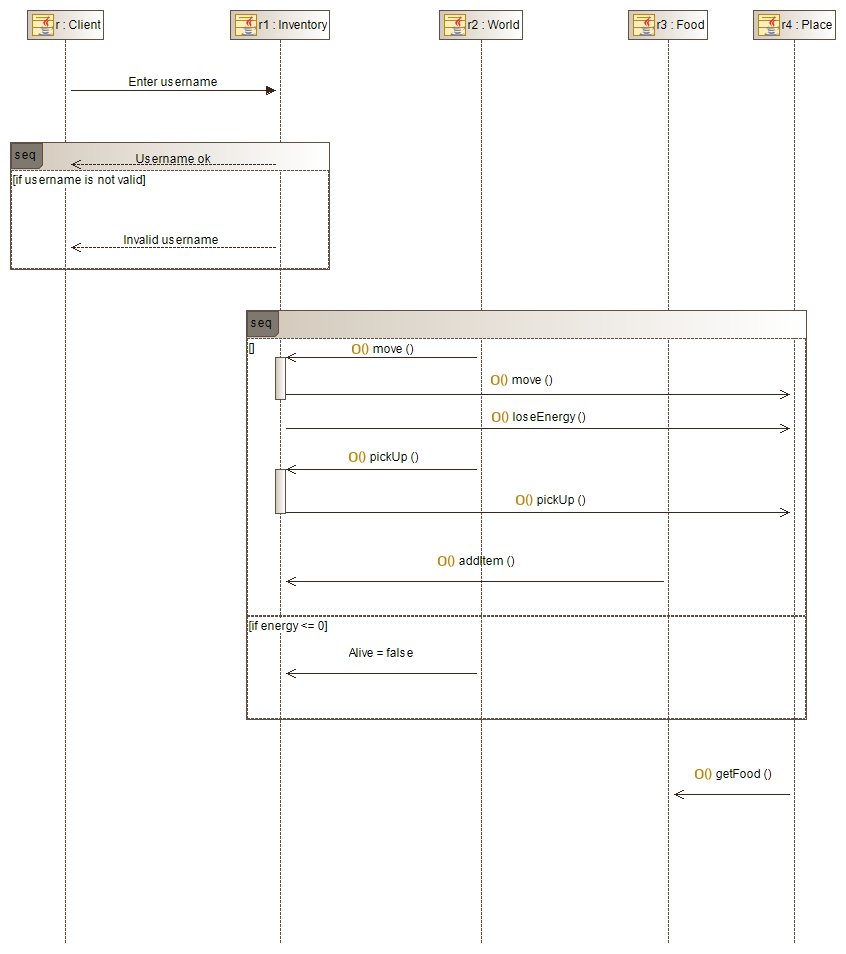 r : Client
r1 : Inventory
r2 : World
r3 : Food
r4 : Place
Enter username
seq
Username ok
[if username is not valid]
Invalid username
seq
[]
O() move ()
O() move ()
O() loseEnergy ()
O() pickUp ()
O() pickUp ()
O() addItem ()
[if energy <= 0]
Alive = false
O() getFood ()